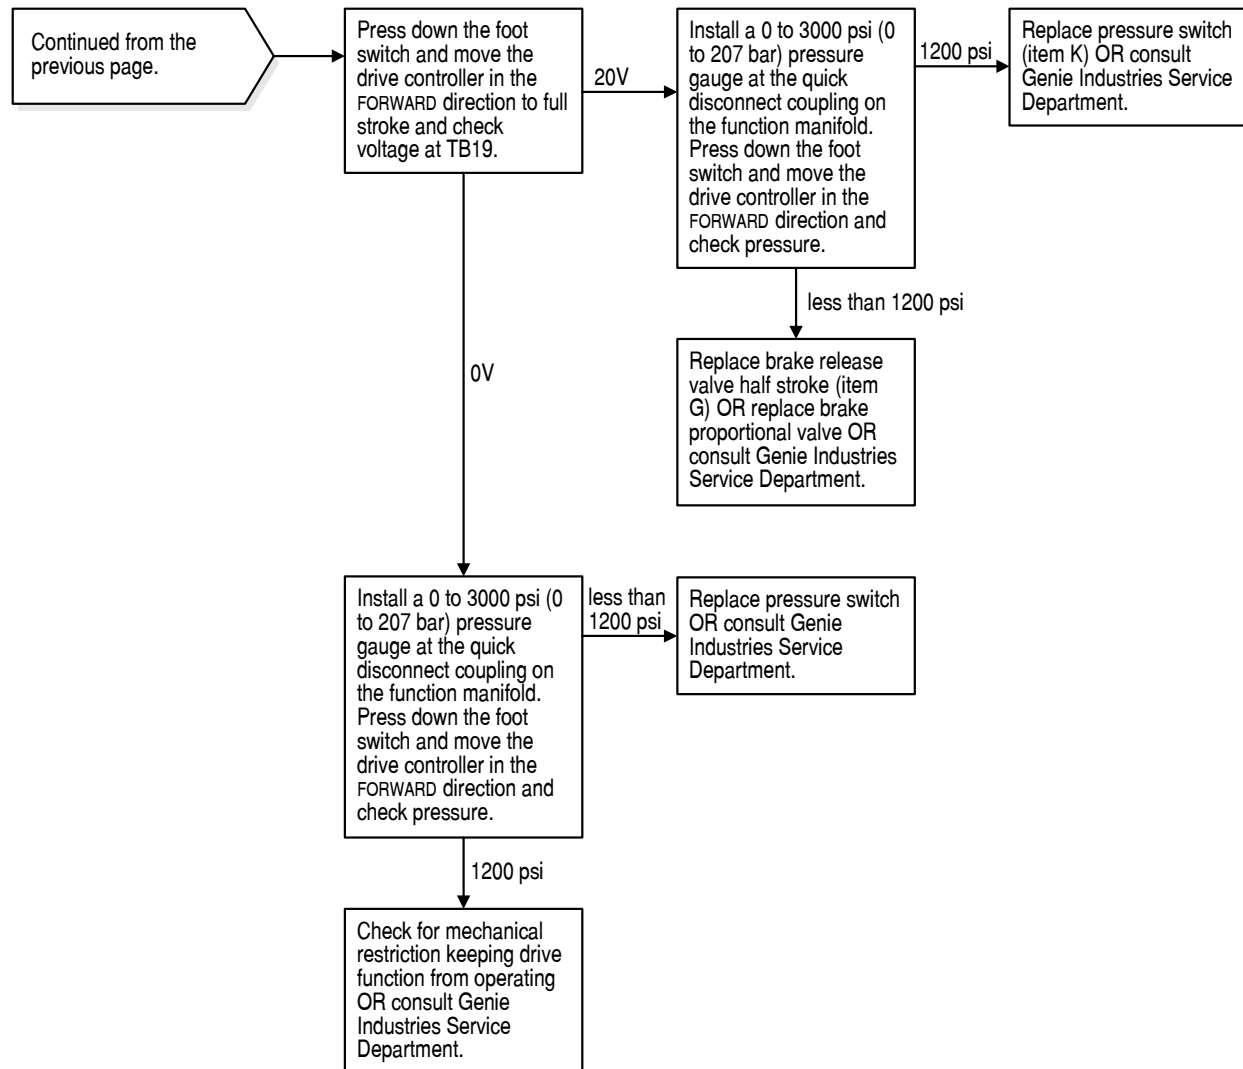 Continued from the
previous page.
Press down the foot
switch and move the
drive controller in the
FORWARD direction to full
stroke and check
voltage at TB19.
20V
Install a 0 to 3000 psi (0
to 207 bar) pressure
gauge at the quick
disconnect coupling on
the function manifold.
Press down the foot
switch and move the
drive controller in the
FORWARD direction and
check pressure.
1200 psi
Replace pressure switch
(item K) OR consult
Genie Industries Service
Department.
less than 1200 psi
Replace brake release
valve half stroke (item
G) OR replace brake
proportional valve OR
consult Genie Industries
Service Department.
0V
Install a 0 to 3000 psi (0
to 207 bar) pressure
gauge at the quick
disconnect coupling on
the function manifold.
Press down the foot
switch and move the
drive controller in the
FORWARD direction and
check pressure.
less than
1200 psi
Replace pressure switch
OR consult Genie
Industries Service
Department.
1200 psi
Check for mechanical
restriction keeping drive
function from operating
OR consult Genie
Industries Service
Department.